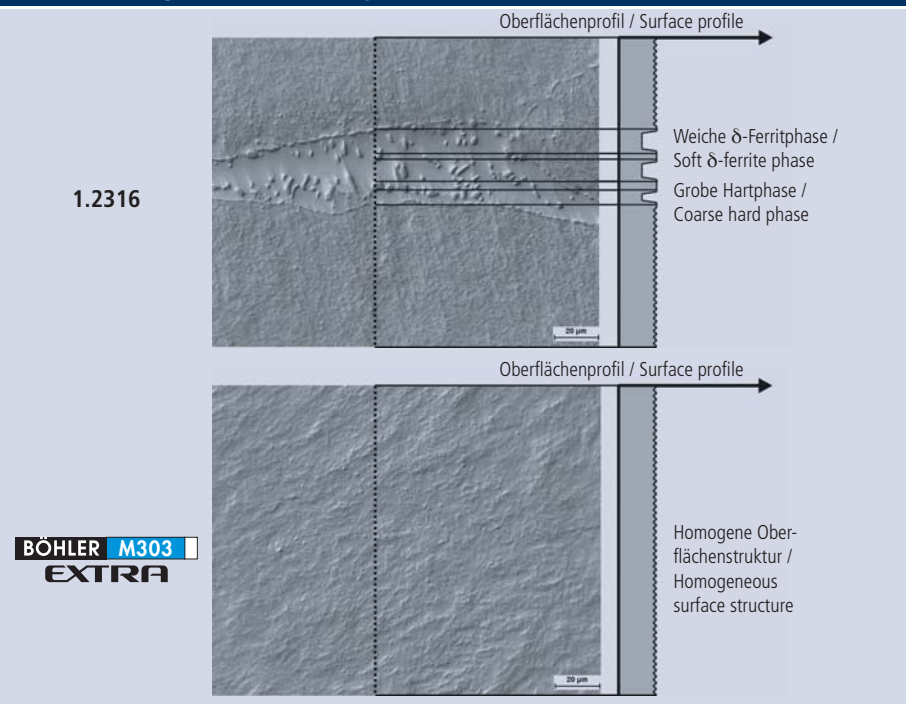 Oberflächenprofil / Surface profile
Weiche δ-Ferritphase /
Soft δ-ferrite phase
Grobe Hartphase /
Coarse hard phase
1.2316
20 µm
Oberflächenprofil / Surface profile
Homogene Ober-
flächenstruktur /
Homogeneous
surface structure
BÖHLER M303
EXTRA
20 µm